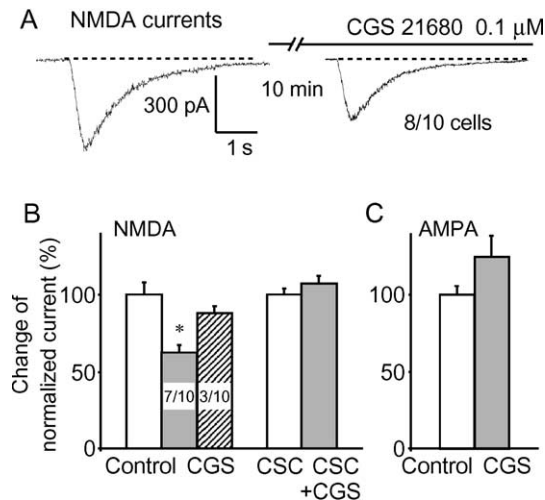 A
NMDA currents
CGS 21680 0.1 µM
300 pA
1 s
10 min
8/10 cells
B
NMDA
Change of
normalized current (%)
100
50
0
*
7/10
3/10
Control CGS
CSC CSC
+CGS
C
AMPA
100
50
0
Control CGS